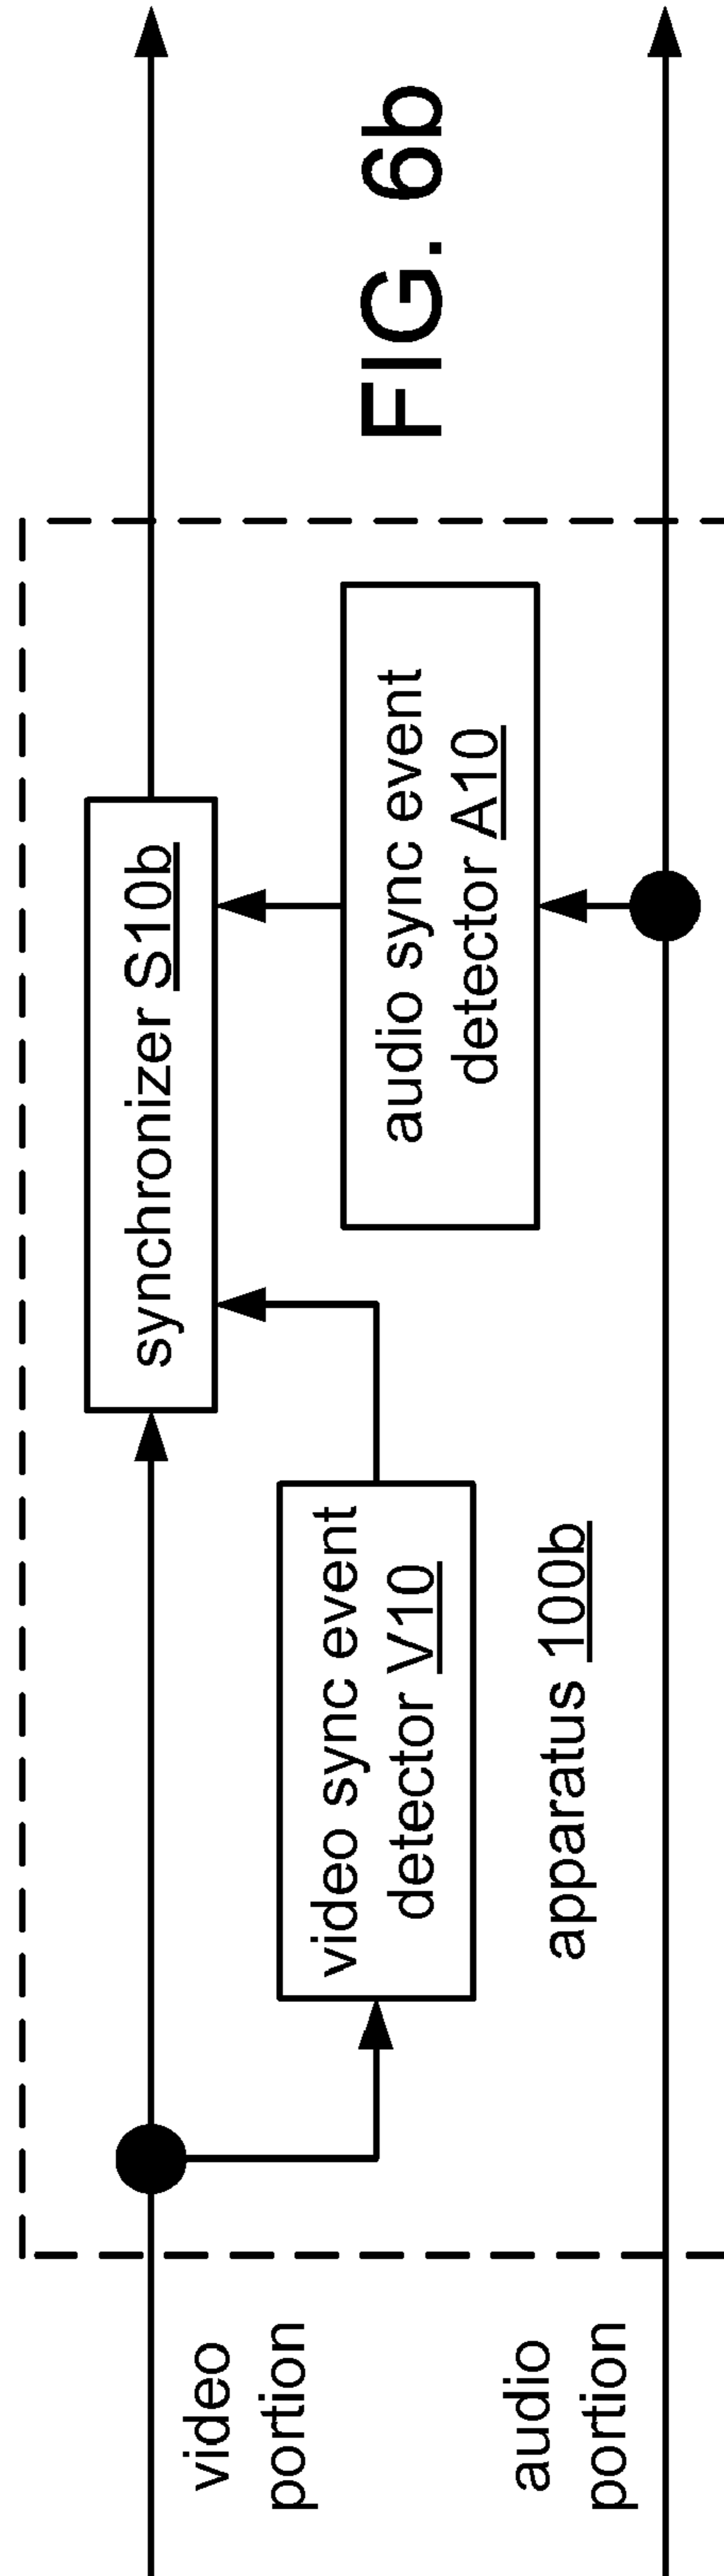 video
portion
audio
portion
video sync event
detector V10
apparatus 100b
synchronizer S10b
audio sync event
detector A10
FIG. 6b